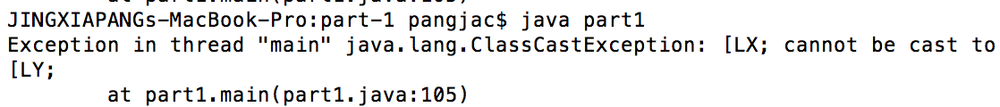 JINGXIAPANGs-MacBook-Pro:part-1 pangjac$ java part1
Exception in thread "main" java.lang.ClassCastException: [LX; cannot be cast to
[LY;
        at part1.main(part1.java:105)